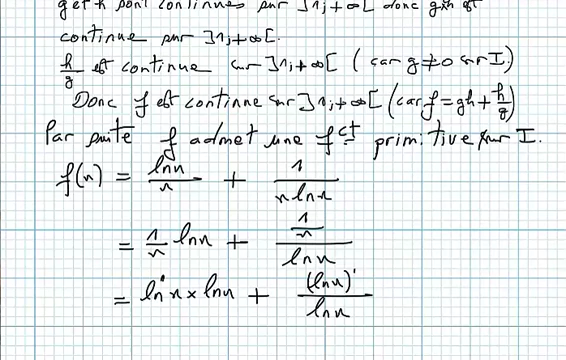 g et h sont continues sur ]1,+∞[ donc gh est
continue sur ]1;+∞[.
h/g est continue sur ]1;+∞[ (car g≠0 sur I)
Donc f est continue sur ]1;+∞[ (car f=gh+h/g)
Par suite f admet une fct primitive sur I.
f(x) = lnx/x + 1/(x lnx)
= 1/x lnx + (1/x)/(lnx)
= ln'x × lnx + (lnx)'/lnx